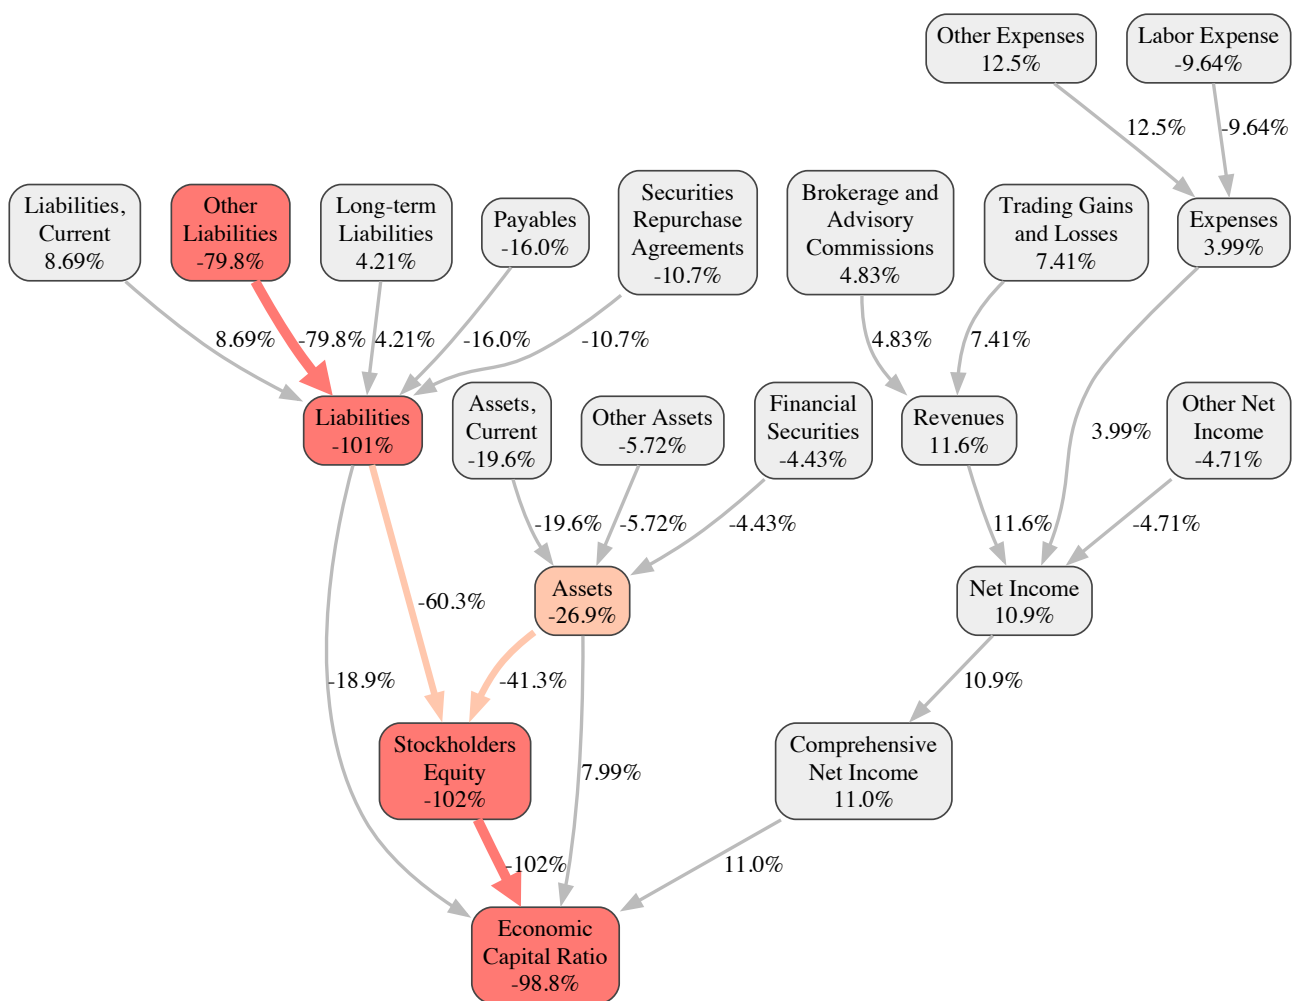 Other Expenses
12.5%
Labor Expense
-9.64%
12.5%
-9.64%
Liabilities,
Current
8.69%
Other
Liabilities
-79.8%
Long-term
Liabilities
4.21%
Payables
-16.0%
Securities
Repurchase
Agreements
-10.7%
Brokerage and
Advisory
Commissions
4.83%
Trading Gains
and Losses
7.41%
Expenses
3.99%
8.69%
-79.8%
4.21%
-16.0%
-10.7%
4.83%
7.41%
Liabilities
-101%
Assets,
Current
-19.6%
Other Assets
-5.72%
Financial
Securities
-4.43%
Revenues
11.6%
3.99%
Other Net
Income
-4.71%
-19.6%
-5.72%
-4.43%
11.6%
-4.71%
-60.3%
Assets
-26.9%
Net Income
10.9%
-18.9%
-41.3%
10.9%
Stockholders
Equity
-102%
7.99%
Comprehensive
Net Income
11.0%
-102%
11.0%
Economic
Capital Ratio
-98.8%